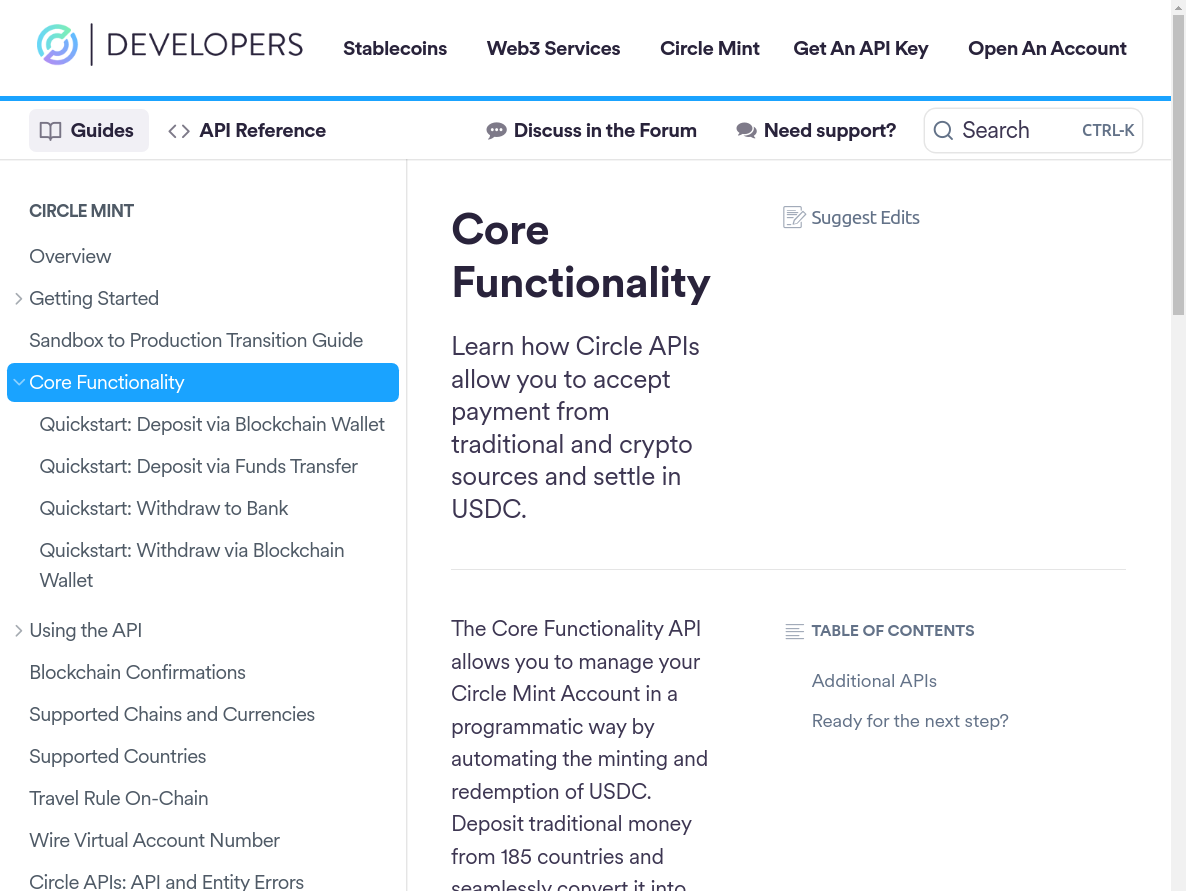 DEVELOPERS
Stablecoins
Web3 Services
Circle Mint
Get An API Key
Open An Account
Guides
API Reference
Discuss in the Forum
Need support?
Search
CTRL-K
CIRCLE MINT
Overview
Getting Started
Sandbox to Production Transition Guide
Core Functionality
Quickstart: Deposit via Blockchain Wallet
Quickstart: Deposit via Funds Transfer
Quickstart: Withdraw to Bank
Quickstart: Withdraw via Blockchain
Wallet
Using the API
Blockchain Confirmations
Supported Chains and Currencies
Supported Countries
Travel Rule On-Chain
Wire Virtual Account Number
Circle APIs: API and Entity Errors
Core
Functionality
Suggest Edits
Learn how Circle APIs
allow you to accept
payment from
traditional and crypto
sources and settle in
USDC.
The Core Functionality API
allows you to manage your
Circle Mint Account in a
programmatic way by
automating the minting and
redemption of USDC.
Deposit traditional money
from 185 countries and
seamlessly convert it into
TABLE OF CONTENTS
Additional APIs
Ready for the next step?